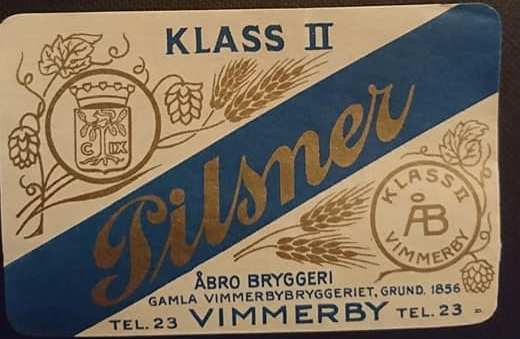 KLASS II
C IX
Pilsner
KLASS II
ÅB
VIMMERBY
ÅBRO BRYGGERI
GAMLA VIMMERBYBRYGGERIET, GRUND. 1856
TEL. 23 VIMMERBY TEL. 23